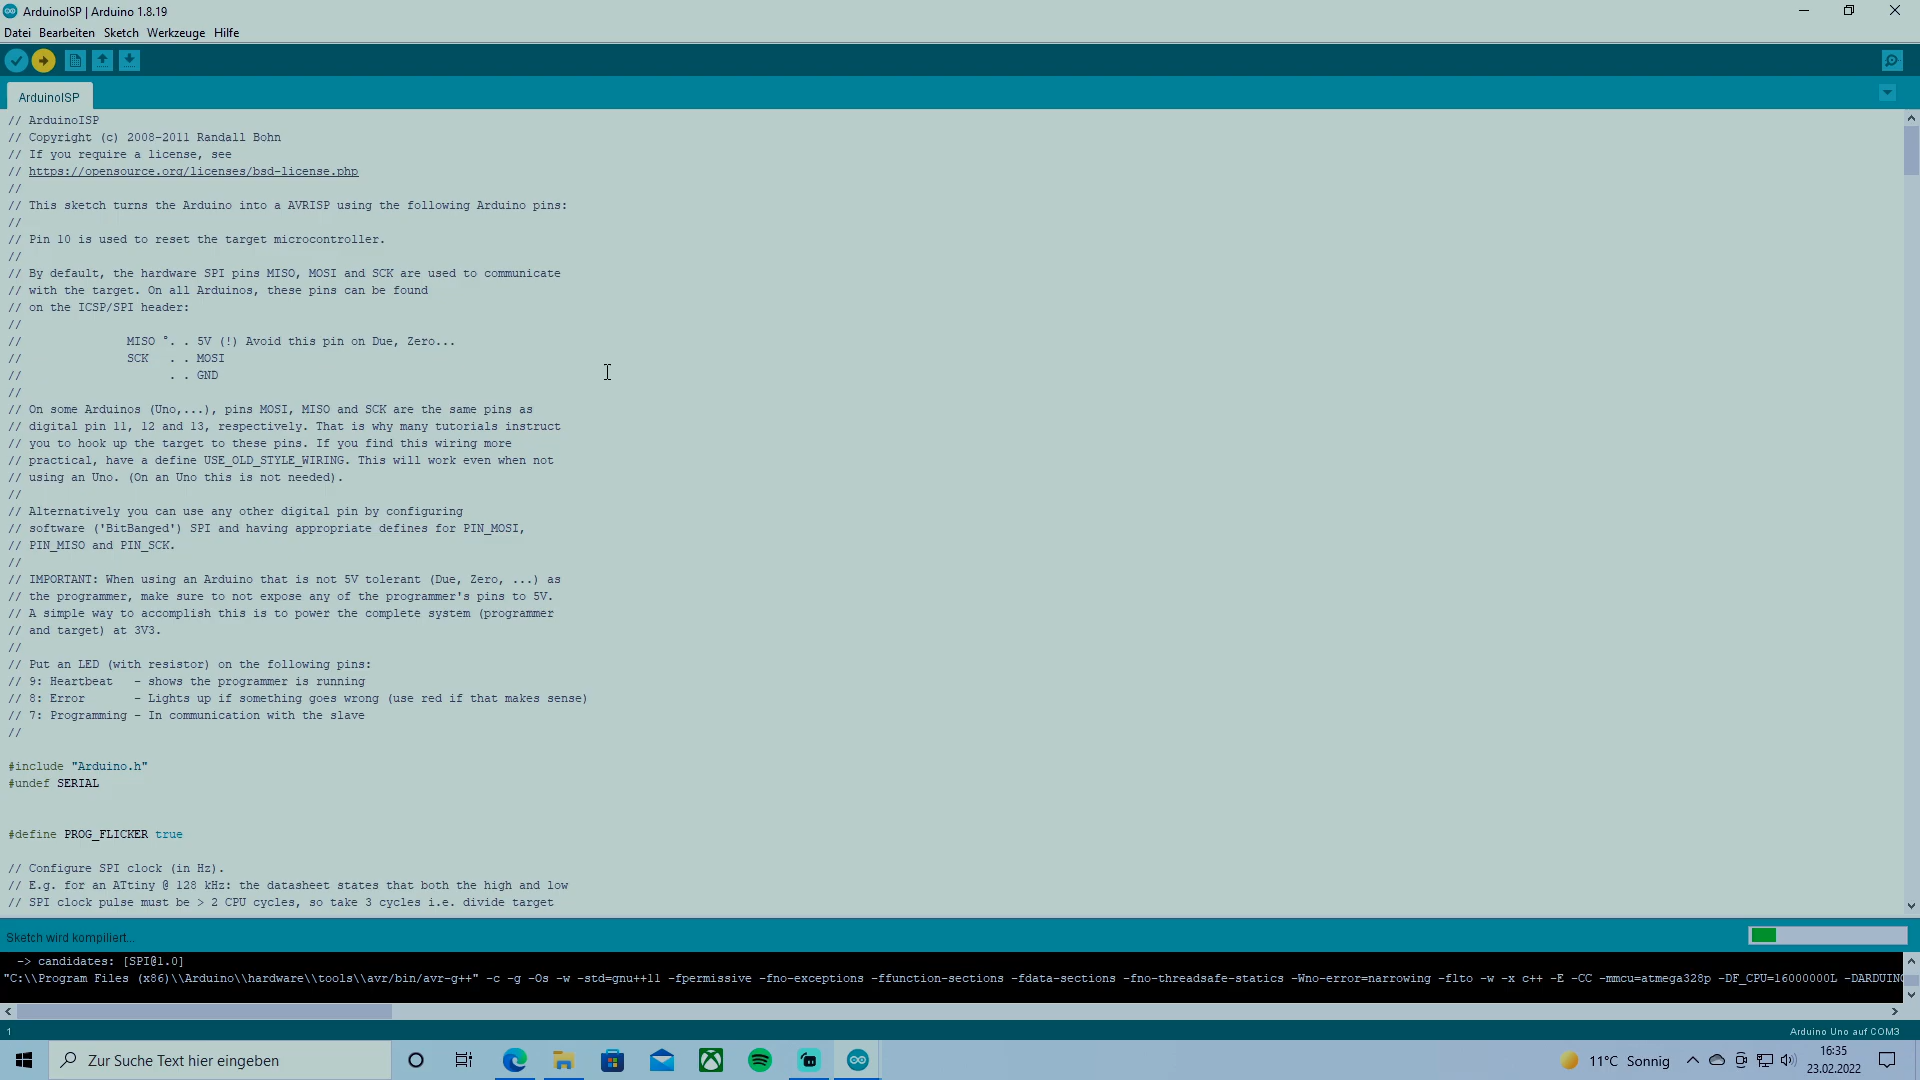 ArduinoISP | Arduino 1.8.19
Datei Bearbeiten Sketch Werkzeuge Hilfe
ArduinoISP
// ArduinoISP
// Copyright (c) 2008-2011 Randall Bohn
// If you require a license, see
// https://opensource.org/licenses/bsd-license.php
//
// This sketch turns the Arduino into a AVRISP using the following Arduino pins:
//
// Pin 10 is used to reset the target microcontroller.
//
// By default, the hardware SPI pins MISO, MOSI and SCK are used to communicate
// with the target. On all Arduinos, these pins can be found
// on the ICSP/SPI header:
//
// MISO °. . 5V (!) Avoid this pin on Due, Zero...
// SCK . . MOSI
// . . GND
//
// On some Arduinos (Uno,...), pins MOSI, MISO and SCK are the same pins as
// digital pin 11, 12 and 13, respectively. That is why many tutorials instruct
// you to hook up the target to these pins. If you find this wiring more
// practical, have a define USE_OLD_STYLE_WIRING. This will work even when not
// using an Uno. (On an Uno this is not needed).
//
// Alternatively you can use any other digital pin by configuring
// software ('BitBanged') SPI and having appropriate defines for PIN_MOSI,
// PIN_MISO and PIN_SCK.
//
// IMPORTANT: When using an Arduino that is not 5V tolerant (Due, Zero, ...) as
// the programmer, make sure to not expose any of the programmer's pins to 5V.
// A simple way to accomplish this is to power the complete system (programmer
// and target) at 3V3.
//
// Put an LED (with resistor) on the following pins:
// 9: Heartbeat - shows the programmer is running
// 8: Error - Lights up if something goes wrong (use red if that makes sense)
// 7: Programming - In communication with the slave
//
#include "Arduino.h"
#undef SERIAL
#define PROG_FLICKER true
// Configure SPI clock (in Hz).
// E.g. for an ATtiny @ 128 kHz: the datasheet states that both the high and low
// SPI clock pulse must be > 2 CPU cycles, so take 3 cycles i.e. divide target
Sketch wird kompiliert...
-> candidates: [SPI@1.0]
"C:\\Program Files (x86)\\Arduino\\hardware\\tools\\avr/bin/avr-g++" -c -g -Os -w -std=gnu++11 -fpermissive -fno-exceptions -ffunction-sections -fdata-sections -fno-threadsafe-statics -Wno-error=narrowing -flto -w -x c++ -E -CC -mmcu=atmega328p -DF_CPU=16000000L -DARDUINO
1
Arduino Uno auf COM3
Zur Suche Text hier eingeben
11°C Sonnig
16:35
23.02.2022